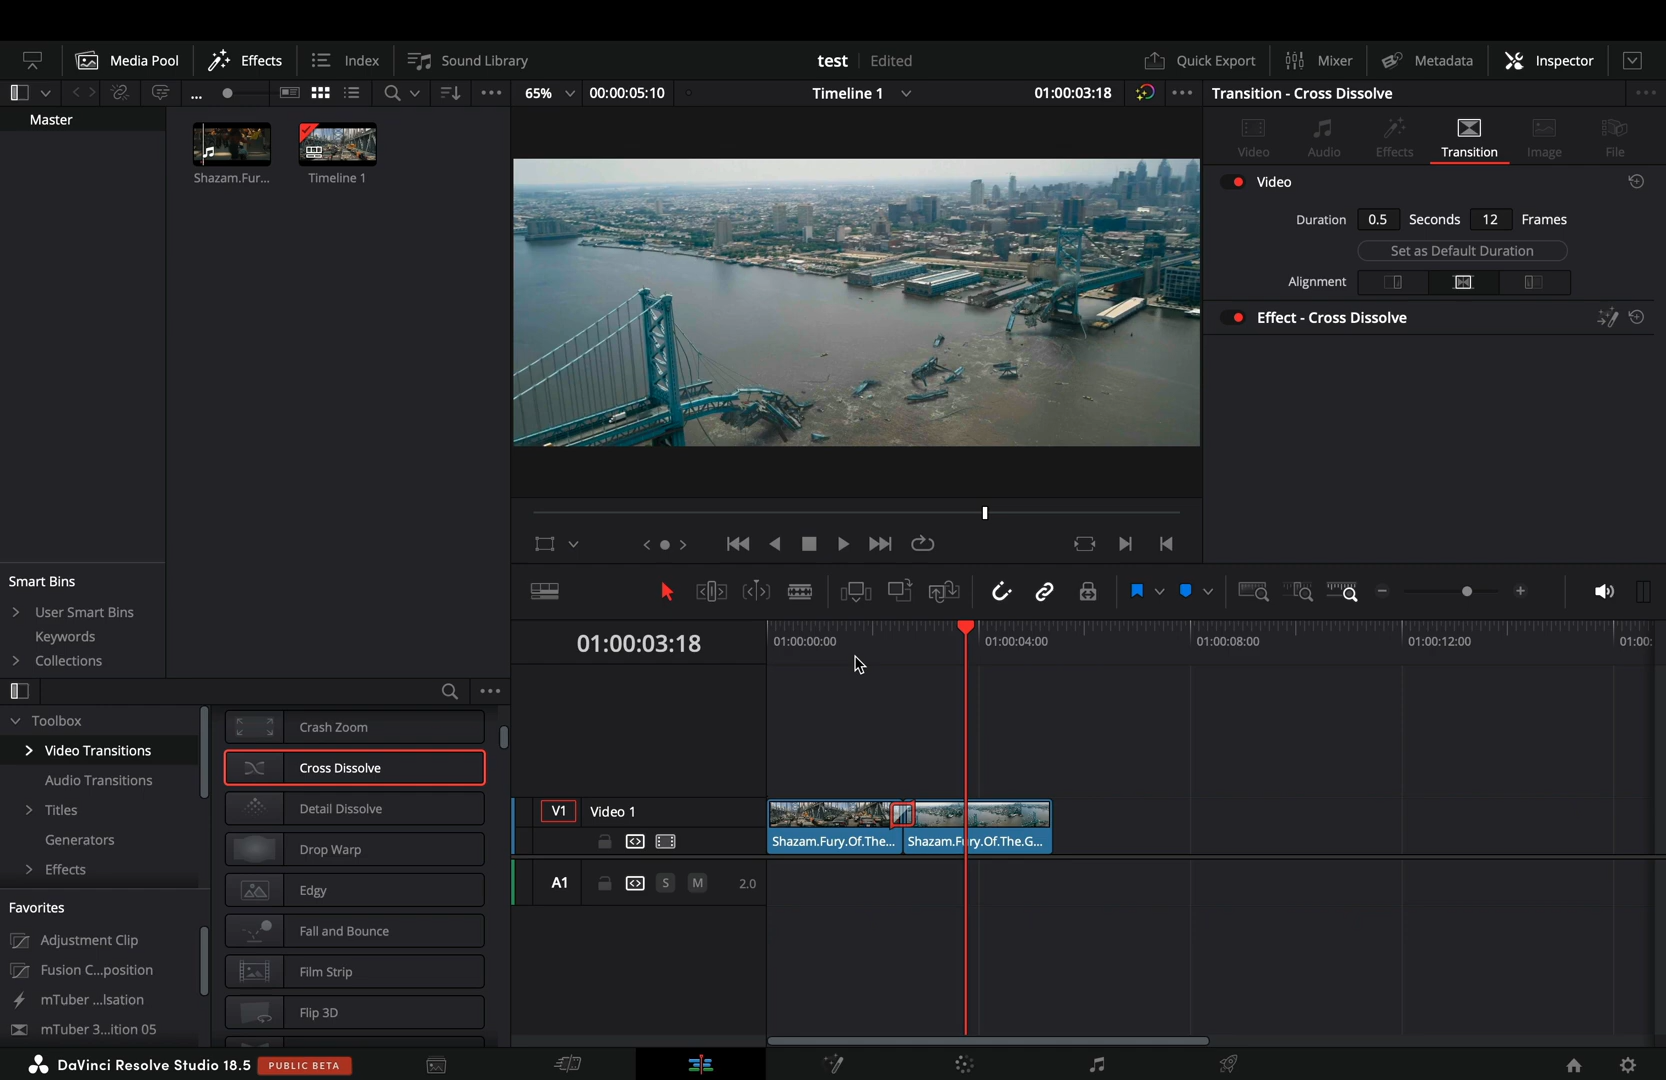 Media Pool
Effects
Index
Sound Library
test
Edited
Quick Export
Mixer
Metadata
Inspector
...
65%
00:00:05:10
Timeline 1
01:00:03:18
Transition - Cross Dissolve
Master
Shazam.Fur...
Timeline 1
Video
Audio
Effects
Transition
Image
File
Video
Duration 0.5 Seconds 12 Frames
Set as Default Duration
Alignment
Effect - Cross Dissolve
Smart Bins
User Smart Bins
Keywords
Collections
01:00:03:18
01:00:00:00
01:00:04:00
01:00:08:00
01:00:12:00
01:00:
Toolbox
Video Transitions
Audio Transitions
Titles
Generators
Effects
Crash Zoom
Cross Dissolve
Detail Dissolve
Drop Warp
Edgy
Fall and Bounce
Film Strip
Flip 3D
V1 Video 1
Shazam.Fury.Of.The...
Shazam.Fury.Of.The.G...
A1 S M 2.0
Favorites
Adjustment Clip
Fusion C...position
mTuber ...lsation
mTuber 3...ition 05
DaVinci Resolve Studio 18.5
PUBLIC BETA